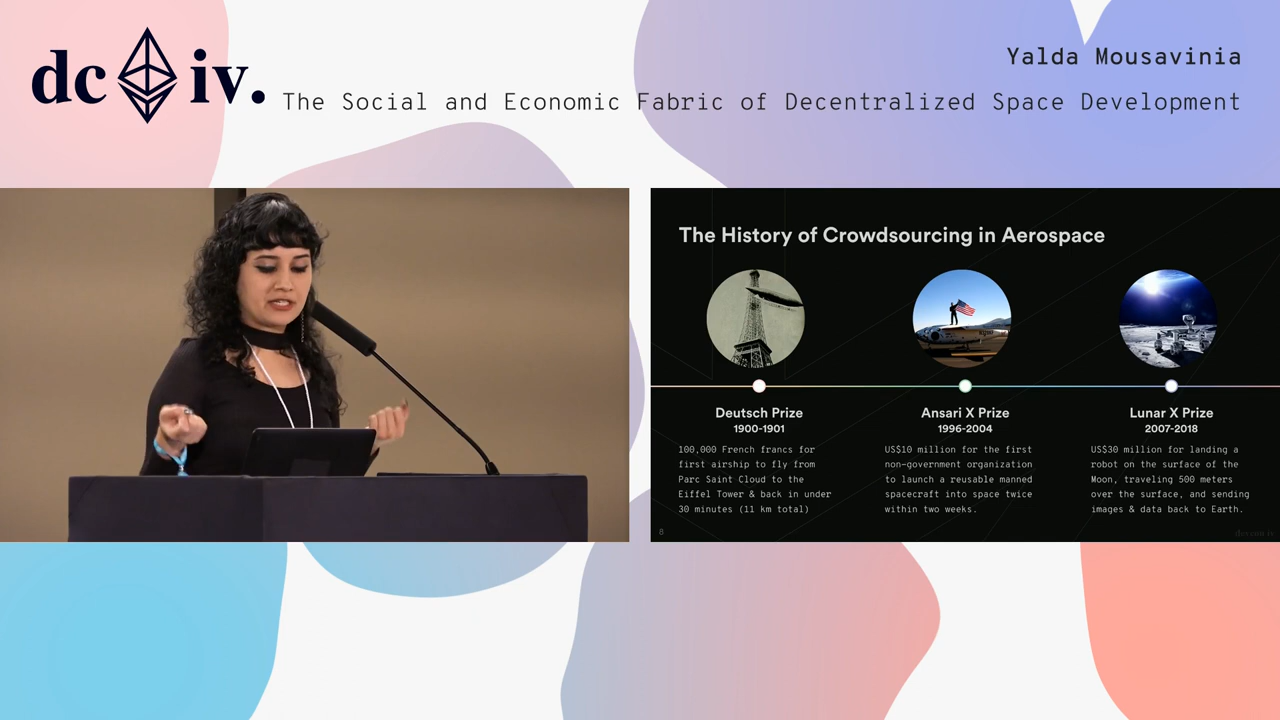 dc iv.
Yalda Mousavinia
The Social and Economic Fabric of Decentralized Space Development
The History of Crowdsourcing in Aerospace
Deutsch Prize
1900-1901
100,000 French francs for
first airship to fly from
Parc Saint Cloud to the
Eiffel Tower & back in under
30 minutes (11 km total)
Ansari X Prize
1996-2004
US$10 million for the first
non-government organization
to launch a reusable manned
spacecraft into space twice
within two weeks.
Lunar X Prize
2007-2018
US$30 million for landing a
robot on the surface of the
Moon, traveling 500 meters
over the surface, and sending
images & data back to Earth.
8